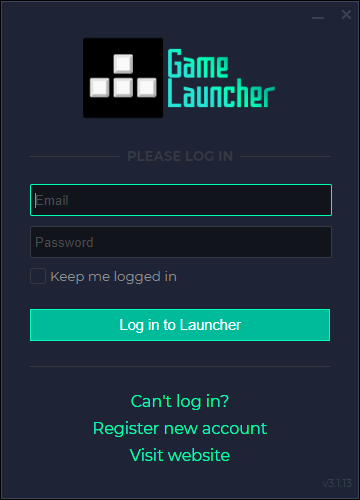 Game
Launcher
PLEASE LOG IN
Email
Password
Keep me logged in
Log in to Launcher
Can't log in?
Register new account
Visit website
v3.1.13